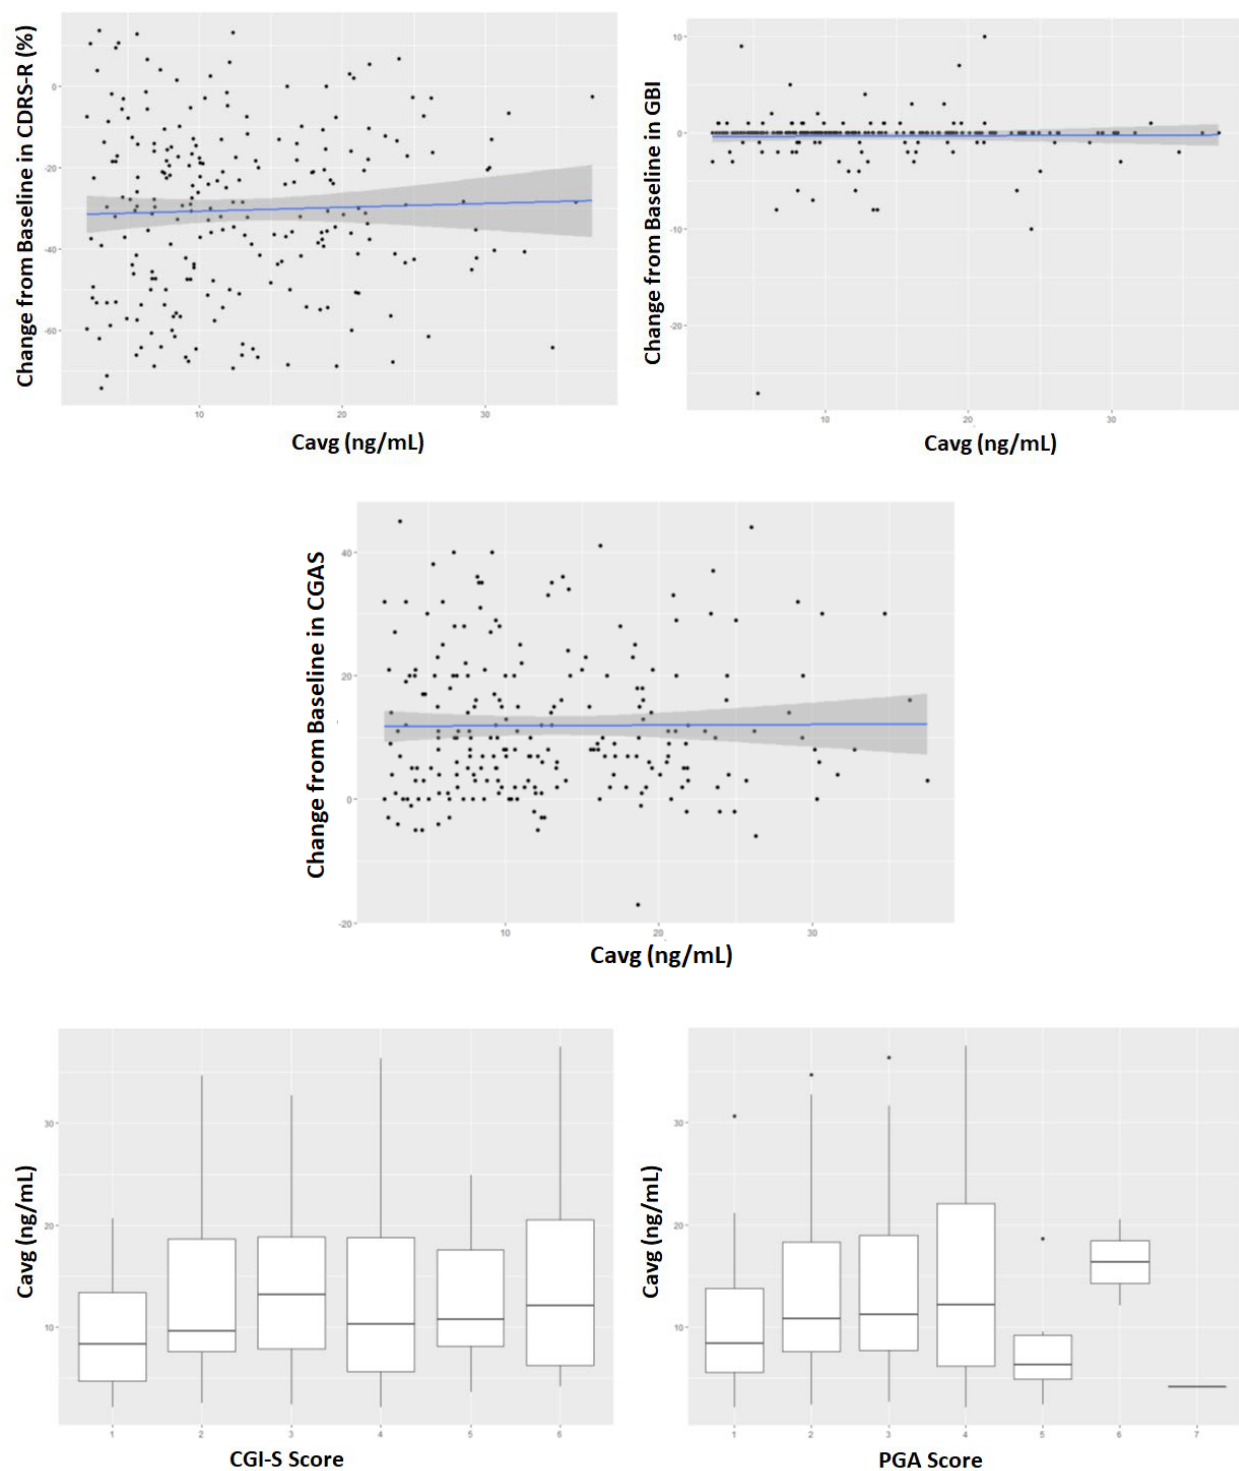 Change from Baseline in CDRS-R (%)
0
-20
-40
-60
10 20 30
Cavg (ng/mL)
Change from Baseline in GBI
10
0
-10
-20
10 20 30
Cavg (ng/mL)
Change from Baseline in CGAS
40
20
0
-20
10 20 30
Cavg (ng/mL)
Cavg (ng/mL)
30
20
10
1 2 3 4 5 6
CGI-S Score
Cavg (ng/mL)
30
20
10
1 2 3 4 5 6 7
PGA Score